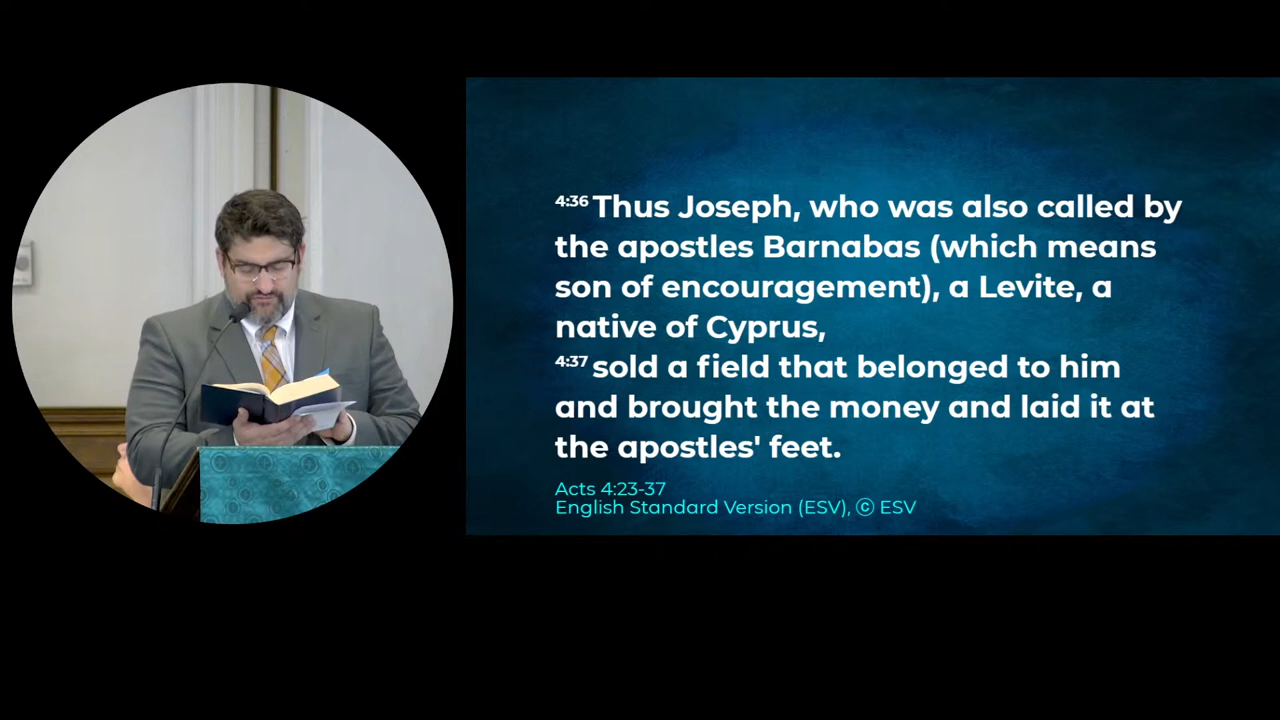 4:36 Thus Joseph, who was also called by
the apostles Barnabas (which means
son of encouragement), a Levite, a
native of Cyprus,
4:37 sold a field that belonged to him
and brought the money and laid it at
the apostles' feet.
Acts 4:23-37
English Standard Version (ESV), ⓒ ESV